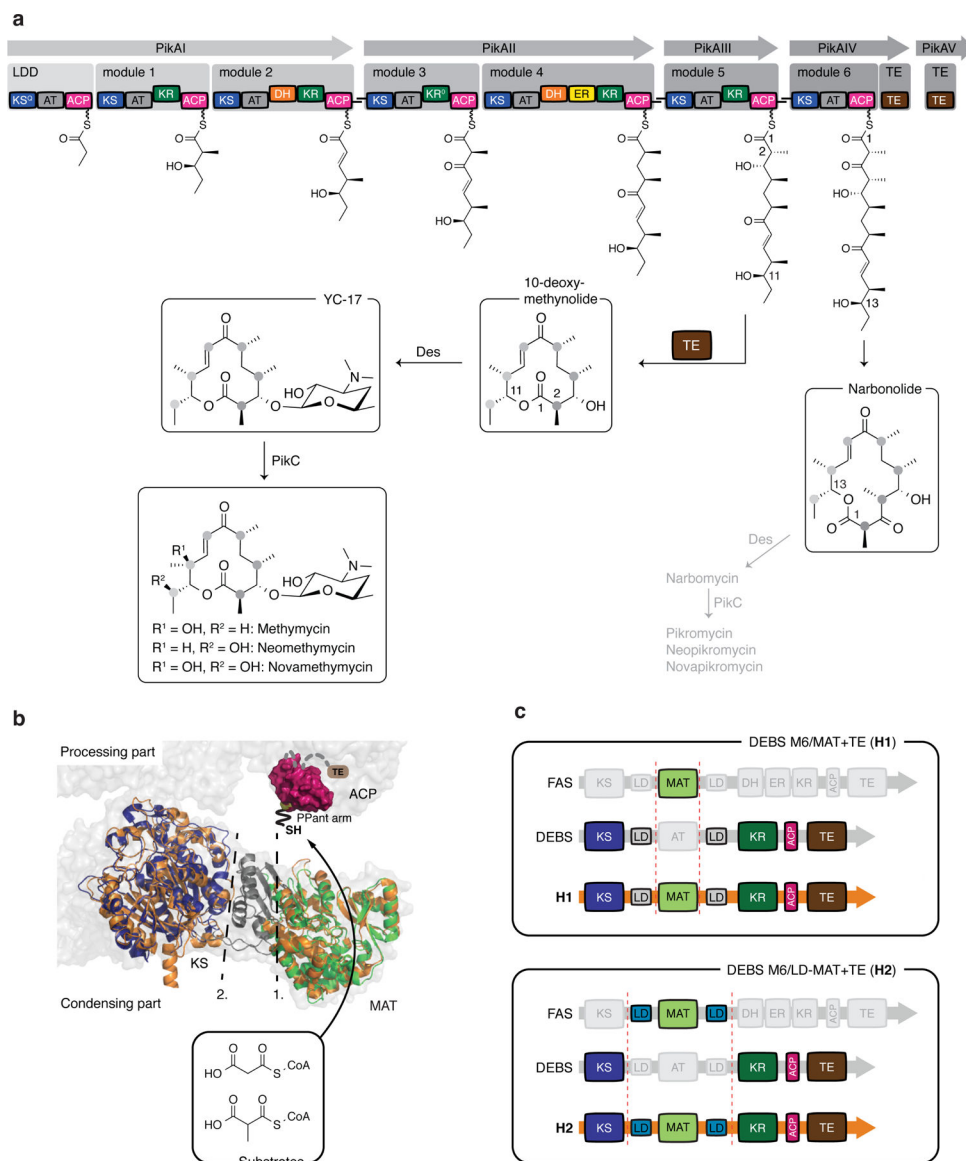 a
PikAI PikAII PikAIII PikAIV PikAV
LDD module 1 module 2 module 3 module 4 module 5 module 6 TE TE
KS⁰ AT ACP KS AT KR ACP KS AT DH KR ACP KS AT KR⁰ ACP KS AT DH ER KR ACP KS AT KR ACP KS AT ACP TE TE
S S S S S S S
O O O O O O 1 O 1
2
HO O O HO O
HO O HO
HO O O
HO
HO HO 11
HO 13
YC-17
10-deoxy-
methynolide
TE
Des
O
N
O HO
O O O
O
O
11 O 2
O 1 OH
Narbonolide
PikC
O
13
O OH
1
O O
Des
O
R¹
N
R² O HO
O O O
R¹ = OH, R² = H: Methymycin
R¹ = H, R² = OH: Neomethymycin
R¹ = OH, R² = OH: Novamethymycin
Narbomycin
PikC
Pikromycin
Neopikromycin
Novapikromycin
b
Processing part
TE
ACP
PPant arm
SH
KS
Condensing part
2. 1.
MAT
O O
HO S CoA
O O
HO S CoA
Substrates
c
DEBS M6/MAT+TE (H1)
FAS KS LD MAT LD DH ER KR ACP TE
DEBS KS LD AT LD KR ACP TE
H1 KS LD MAT LD KR ACP TE
DEBS M6/LD-MAT+TE (H2)
FAS KS LD MAT LD DH ER KR ACP TE
DEBS KS LD AT LD KR ACP TE
H2 KS LD MAT LD KR ACP TE